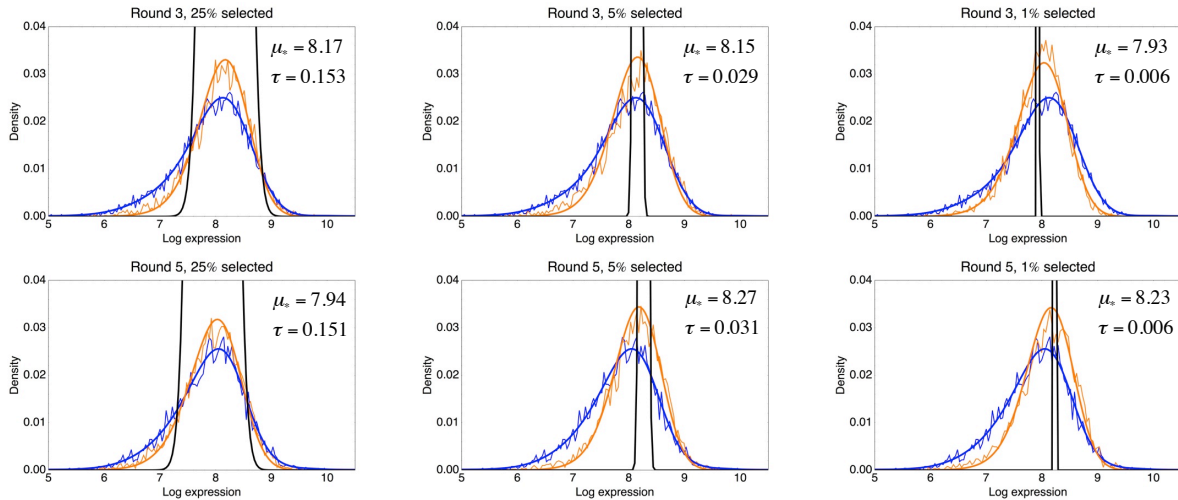 Round 3, 25% selected
0.04
0.03
0.02
0.01
0.00
Density
μ* = 8.17
τ = 0.153
5 6 7 8 9 10
Log expression
Round 3, 5% selected
0.04
0.03
0.02
0.01
0.00
Density
μ* = 8.15
τ = 0.029
5 6 7 8 9 10
Log expression
Round 3, 1% selected
0.04
0.03
0.02
0.01
0.00
Density
μ* = 7.93
τ = 0.006
5 6 7 8 9 10
Log expression
Round 5, 25% selected
0.04
0.03
0.02
0.01
0.00
Density
μ* = 7.94
τ = 0.151
5 6 7 8 9 10
Log expression
Round 5, 5% selected
0.04
0.03
0.02
0.01
0.00
Density
μ* = 8.27
τ = 0.031
5 6 7 8 9 10
Log expression
Round 5, 1% selected
0.04
0.03
0.02
0.01
0.00
Density
μ* = 8.23
τ = 0.006
5 6 7 8 9 10
Log expression